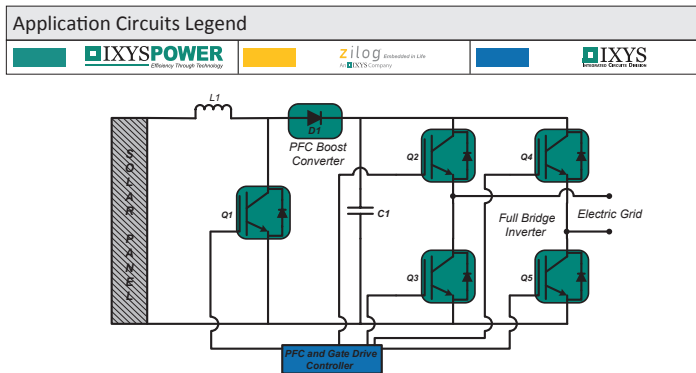 Application Circuits Legend
IXYSPOWER
Efficiency Through Technology
zilog Embedded in Life
An IXYS Company
IXYS
INTEGRATED CIRCUITS DIVISION
L1
D1
PFC Boost
Converter
Q2
Q4
SOLAR PANEL
Q1
C1
Full Bridge
Inverter
Electric Grid
Q3
Q5
PFC and Gate Drive
Controller